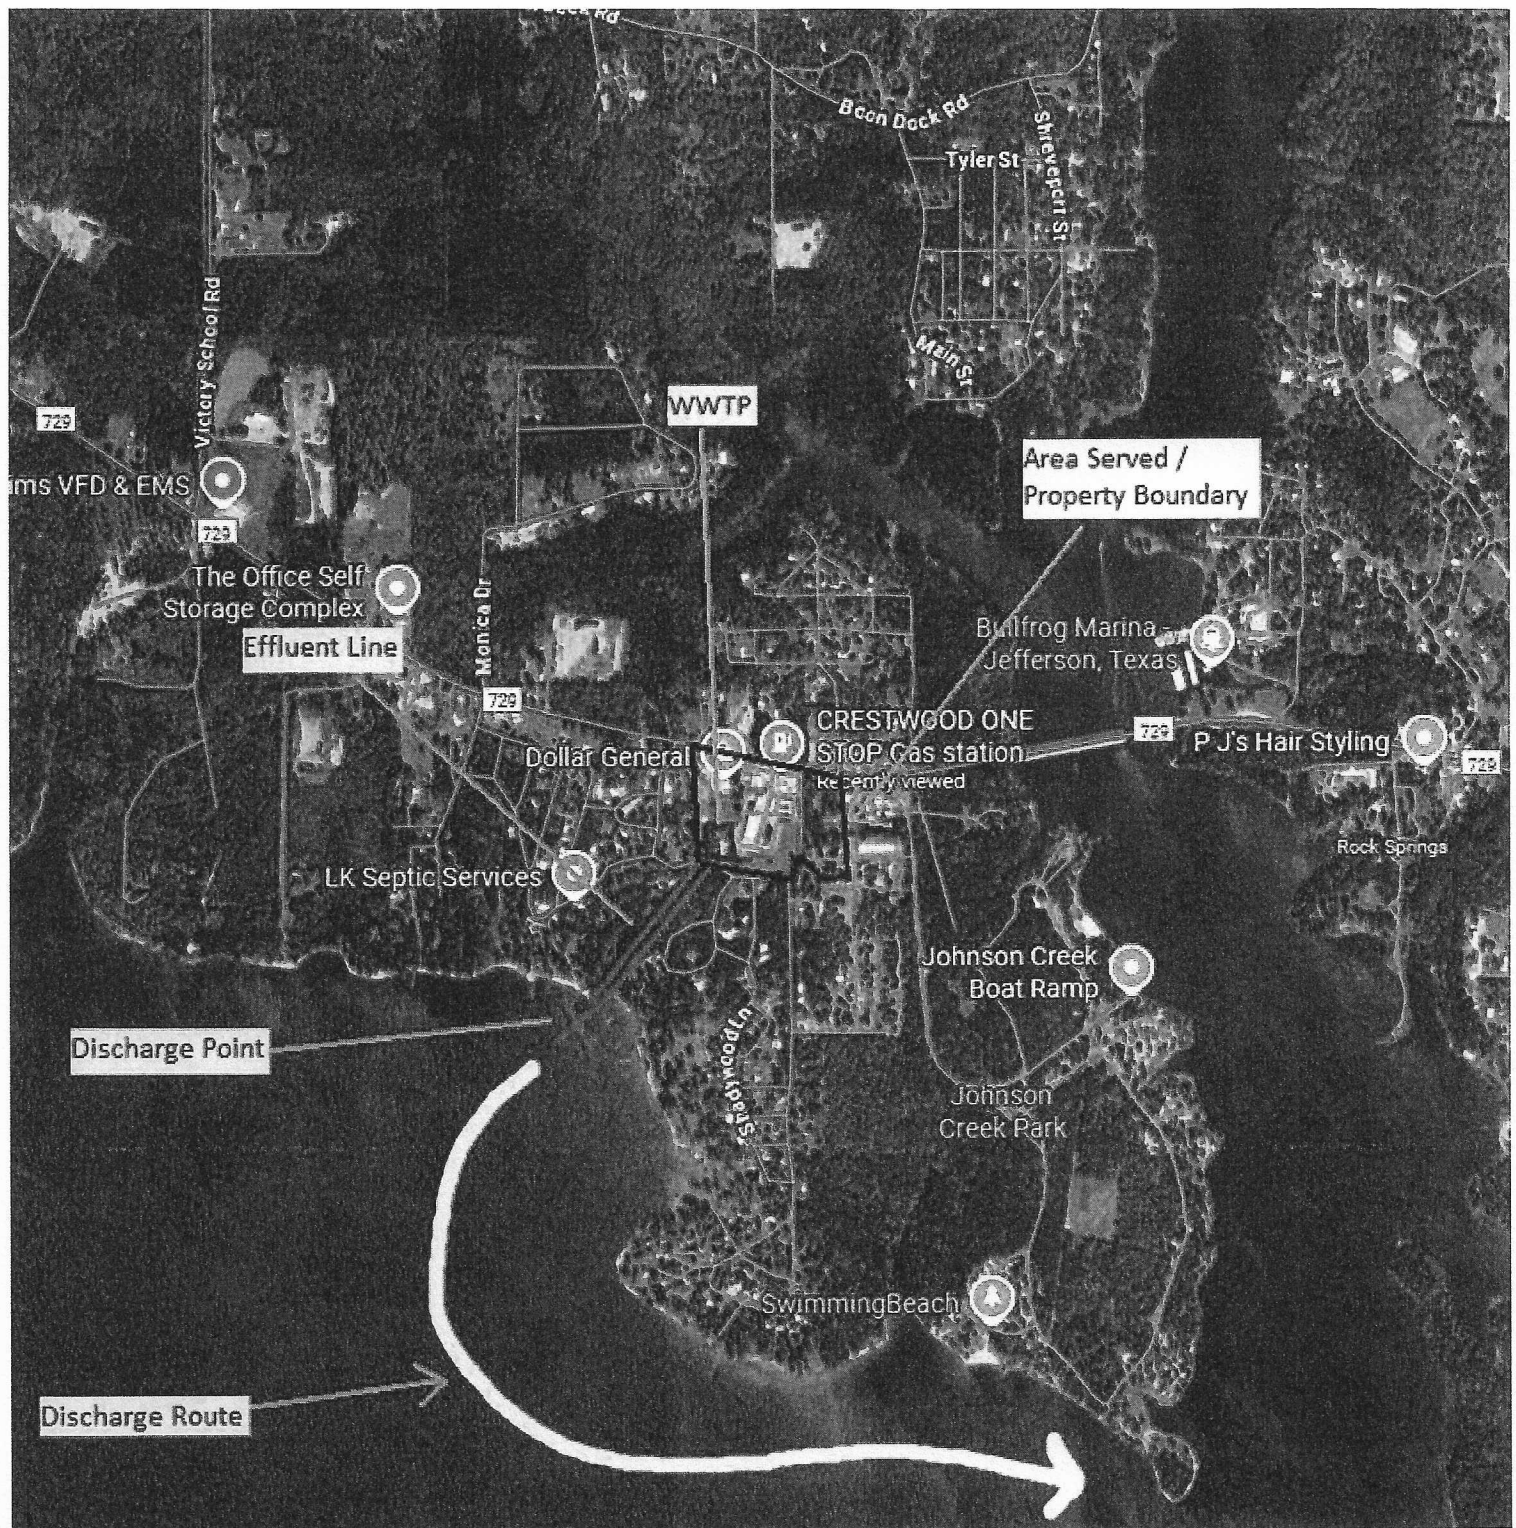 Boon Dock Rd
Shreveport St
Tyler St
Main St
Victory School Rd
WWTP
729
Area Served /
Property Boundary
ims VFD & EMS
729
The Office Self
Storage Complex
Monica Dr
Effluent Line
Bullfrog Marina -
Jefferson, Texas
729
CRESTWOOD ONE
STOP Gas station
Recently viewed
Dollar General
729
P J's Hair Styling
729
Rock Springs
LK Septic Services
Johnson Creek
Boat Ramp
Discharge Point
Shadywood Ln
Johnson
Creek Park
SwimmingBeach
Discharge Route